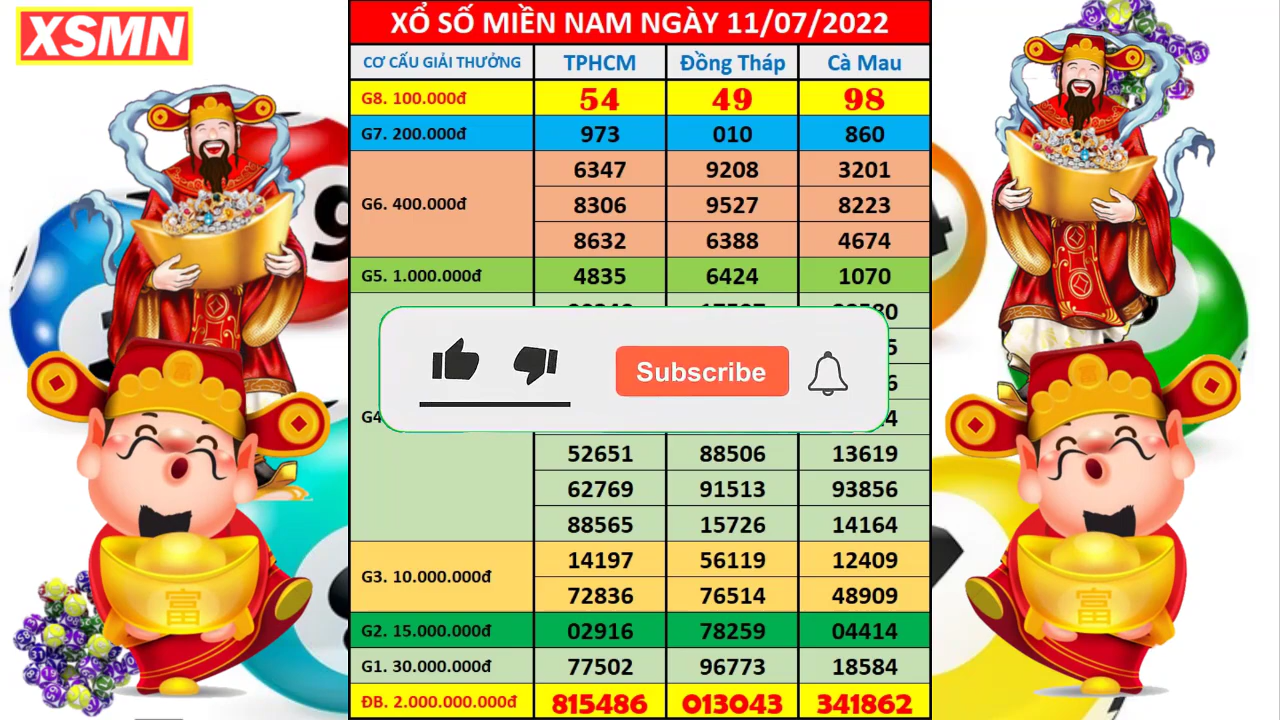 XSMN
XỔ SỐ MIỀN NAM NGÀY 11/07/2022
CƠ CẤU GIẢI THƯỞNG TPHCM Đồng Tháp Cà Mau
G8. 100.000đ 54 49 98
G7. 200.000đ 973 010 860
6347 9208 3201
G6. 400.000đ 8306 9527 8223
8632 6388 4674
G5. 1.000.000đ 4835 6424 1070
Subscribe
52651 88506 13619
62769 91513 93856
88565 15726 14164
G3. 10.000.000đ 14197 56119 12409
72836 76514 48909
G2. 15.000.000đ 02916 78259 04414
G1. 30.000.000đ 77502 96773 18584
ĐB. 2.000.000.000đ 815486 013043 341862
富
富